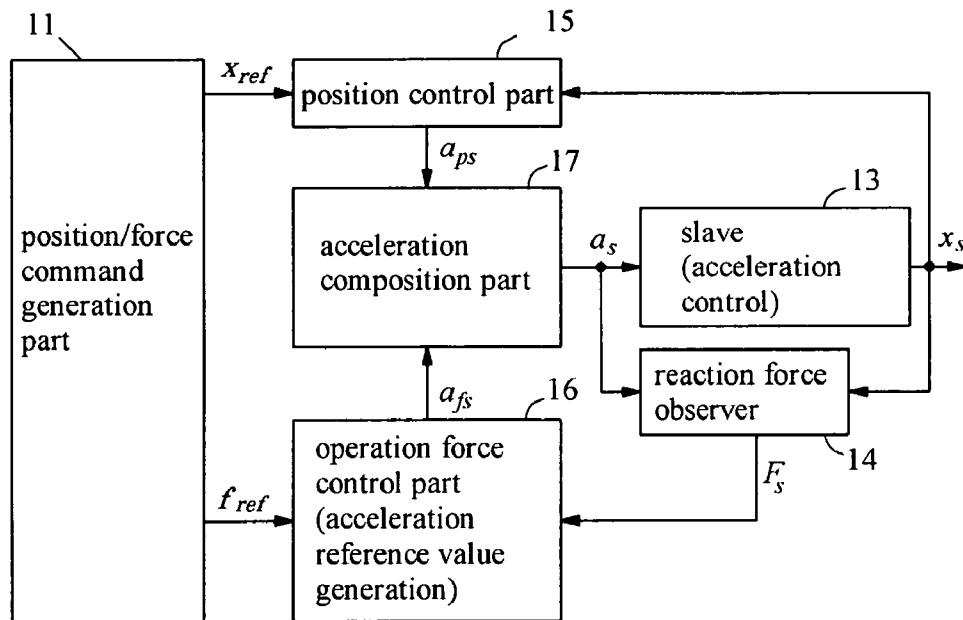 11
15
x_ref
position control part
a_ps
17
13
position/force
command
generation
part
acceleration
composition part
a_s
slave
(acceleration
control)
x_s
reaction force
observer
14
a_fs
16
F_s
f_ref
operation force
control part
(acceleration
reference value
generation)